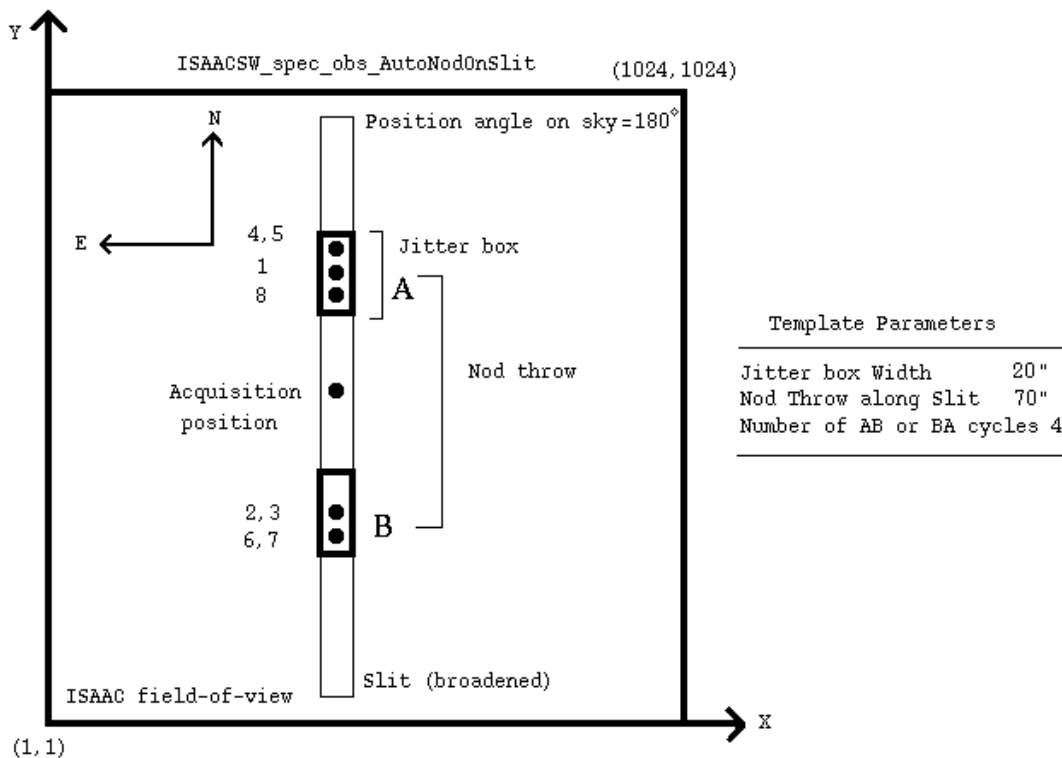 Y
ISAACSW_spec_obs_AutoNodOnSlit
(1024,1024)
N
Position angle on sky=180°
E
4,5
Jitter box
1
A
8
Template Parameters
Nod throw
Jitter box Width 20"
Acquisition
position
Nod Throw along Slit 70"
Number of AB or BA cycles 4
2,3
B
6,7
Slit (broadened)
ISAAC field-of-view
X
(1,1)